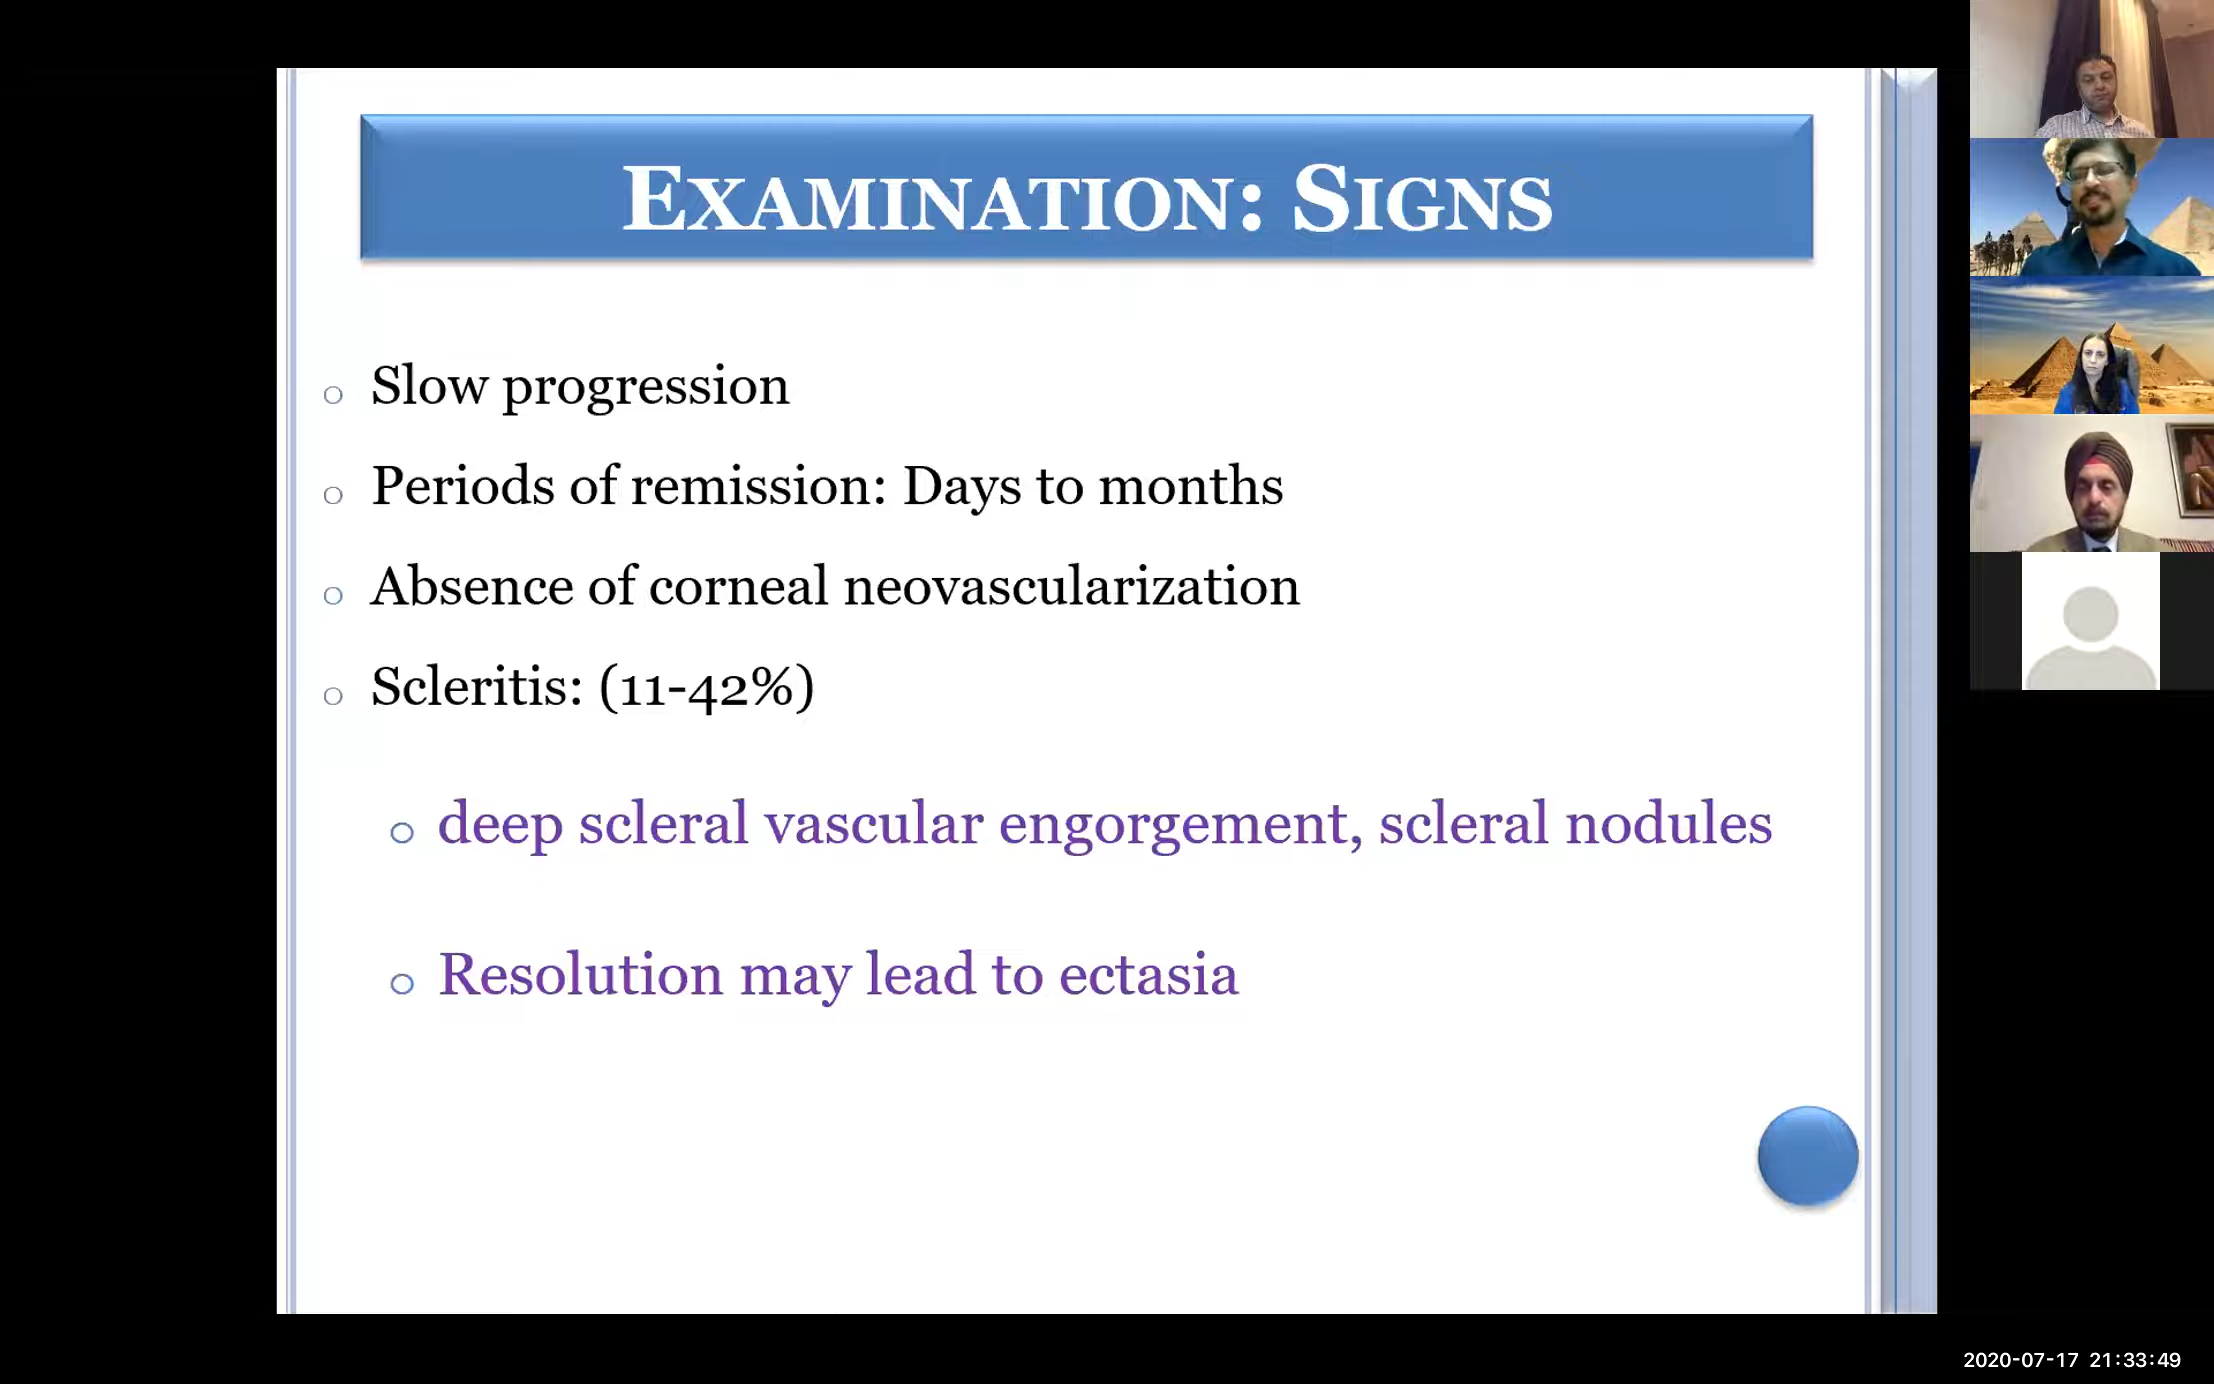 EXAMINATION: SIGNS
Slow progression
Periods of remission: Days to months
Absence of corneal neovascularization
Scleritis: (11-42%)
deep scleral vascular engorgement, scleral nodules
Resolution may lead to ectasia
2020-07-17 21:33:49